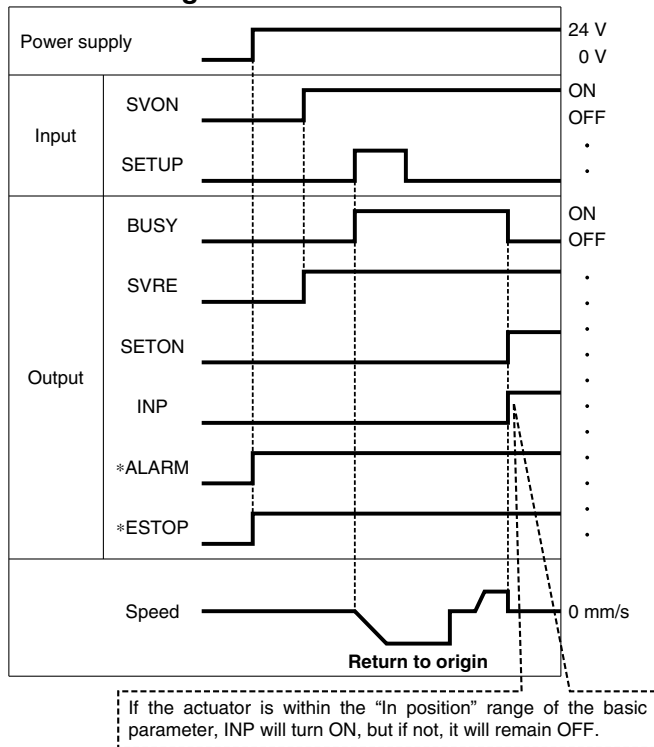 Power supply
24 V
0 V
Input
SVON
ON
OFF
SETUP
Output
BUSY
ON
OFF
SVRE
SETON
INP
*ALARM
*ESTOP
Speed
0 mm/s
Return to origin
If the actuator is within the “In position” range of the basic
parameter, INP will turn ON, but if not, it will remain OFF.